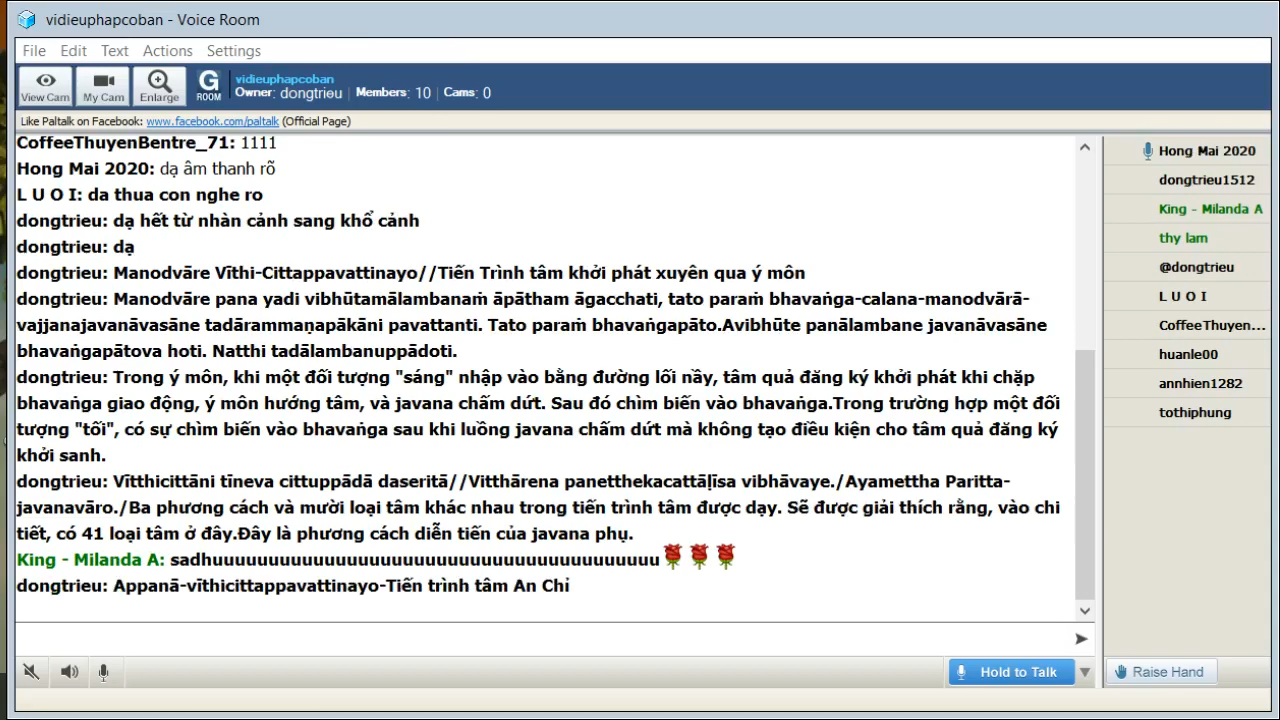 vidieuphapcoban - Voice Room
File Edit Text Actions Settings
View Cam
My Cam
Enlarge
G
ROOM
vidieuphapcoban
Owner: dongtrieu | Members: 10 | Cams: 0
Like Paltalk on Facebook: www.facebook.com/paltalk (Official Page)
CoffeeThuyenBentre_71: 1111
Hong Mai 2020: dạ âm thanh rõ
L U O I: da thua con nghe ro
dongtrieu: dạ hết từ nhàn cảnh sang khổ cảnh
dongtrieu: dạ
dongtrieu: Manodvāre Vīthi-Cittappavattinayo//Tiến Trình tâm khởi phát xuyên qua ý môn
dongtrieu: Manodvāre pana yadi vibhūtamālambanaṁ āpātham āgacchati, tato paraṁ bhavaṅga-calana-manodvārā-
vajjanajavanāvasāne tadārammaṇapākāni pavattanti. Tato paraṁ bhavaṅgapāto.Avibhūte panālambane javanāvasāne
bhavaṅgapātova hoti. Natthi tadālambanuppādoti.
dongtrieu: Trong ý môn, khi một đối tượng "sáng" nhập vào bằng đường lối nầy, tâm quả đăng ký khởi phát khi chặp
bhavaṅga giao động, ý môn hướng tâm, và javana chấm dứt. Sau đó chìm biến vào bhavaṅga.Trong trường hợp một đối
tượng "tối", có sự chìm biến vào bhavaṅga sau khi luồng javana chấm dứt mà không tạo điều kiện cho tâm quả đăng ký
khởi sanh.
dongtrieu: Vītthicittāni tīneva cittuppādā daseritā//Vitthārena panetthekacattāḷīsa vibhāvaye./Ayamettha Paritta-
javanavāro./Ba phương cách và mười loại tâm khác nhau trong tiến trình tâm được dạy. Sẽ được giải thích rằng, vào chi
tiết, có 41 loại tâm ở đây.Đây là phương cách diễn tiến của javana phụ.
King - Milanda A: sadhuuuuuuuuuuuuuuuuuuuuuuuuuuuuuuuuuuuuuuuu
dongtrieu: Appanā-vīthicittappavattinayo-Tiến trình tâm An Chỉ
Hong Mai 2020
dongtrieu1512
King - Milanda A
thy lam
@dongtrieu
L U O I
CoffeeThuyen...
huanle00
annhien1282
tothiphung
Hold to Talk
Raise Hand